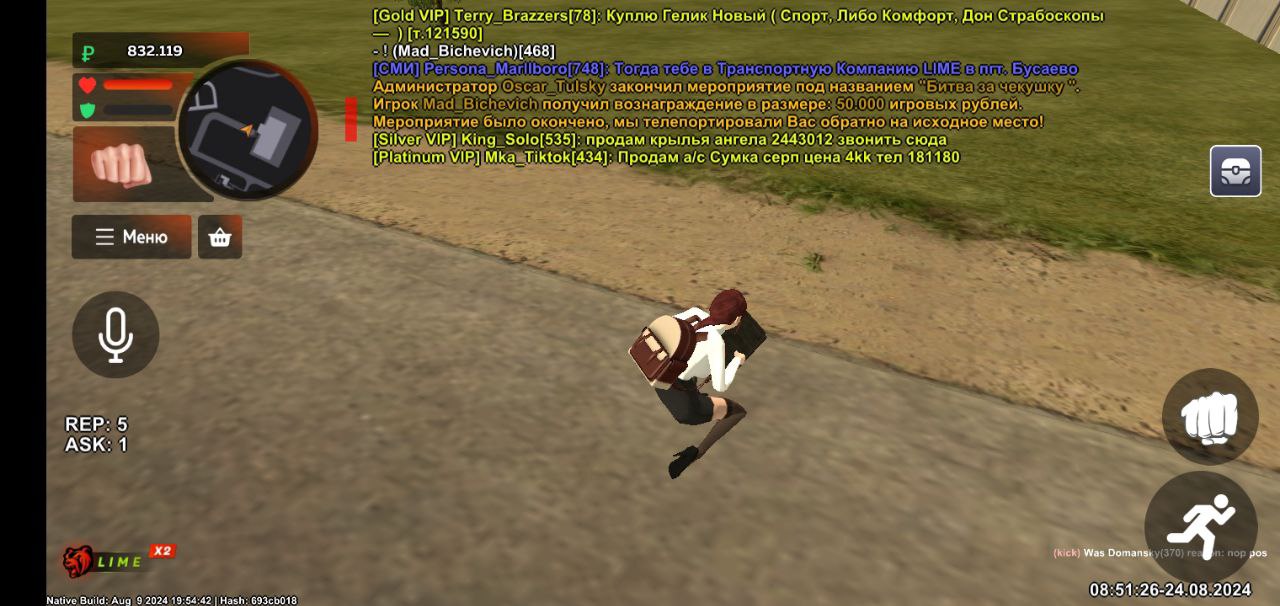 [Gold VIP] Terry_Brazzers[78]: Куплю Гелик Новый ( Спорт, Либо Комфорт, Дон Страбоскопы
— ) [т.121590]
- ! (Mad_Bichevich)[468]
[СМИ] Persona_Marllboro[748]: Тогда тебе в Транспортную Компанию LIME в пгт. Бусаево
Администратор Oscar_Tulsky закончил мероприятие под названием "Битва за чекушку ".
Игрок Mad_Bichevich получил вознаграждение в размере: 50.000 игровых рублей.
Мероприятие было окончено, мы телепортировали Вас обратно на исходное место!
[Silver VIP] King_Solo[535]: продам крылья ангела 2443012 звонить сюда
[Platinum VIP] Mka_Tiktok[434]: Продам а/с Сумка серп цена 4kk тел 181180
₽ 832.119
Меню
REP: 5
ASK: 1
LIME X2
(kick) Was Domansky(370) reason: nop pos
08:51:26-24.08.2024
Native Build: Aug 9 2024 19:54:42 | Hash: 693cb018